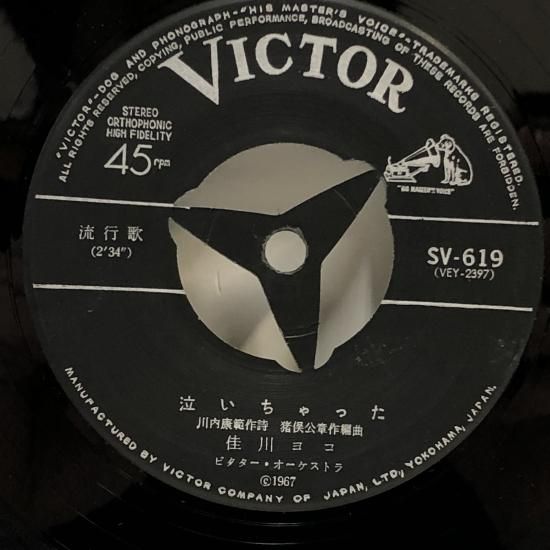 "VICTOR"–DOG AND PHONOGRAPH–"HIS MASTER'S VOICE"–TRADEMARKS REGISTERED.
ALL RIGHTS RESERVED, COPYING, PUBLIC PERFORMANCE, BROADCASTING OF THESE RECORDS ARE FORBIDDEN.
VICTOR
STEREO
ORTHOPHONIC
HIGH FIDELITY
45 rpm
"HIS MASTER'S VOICE"
流行歌
(2'34")
SV-619
(VEY-2397)
泣いちゃった
川内康範作詩 猪俣公章作編曲
佳川ヨコ
ビクター・オーケストラ
Ⓒ1967
MANUFACTURED BY VICTOR COMPANY OF JAPAN, LTD., YOKOHAMA, JAPAN